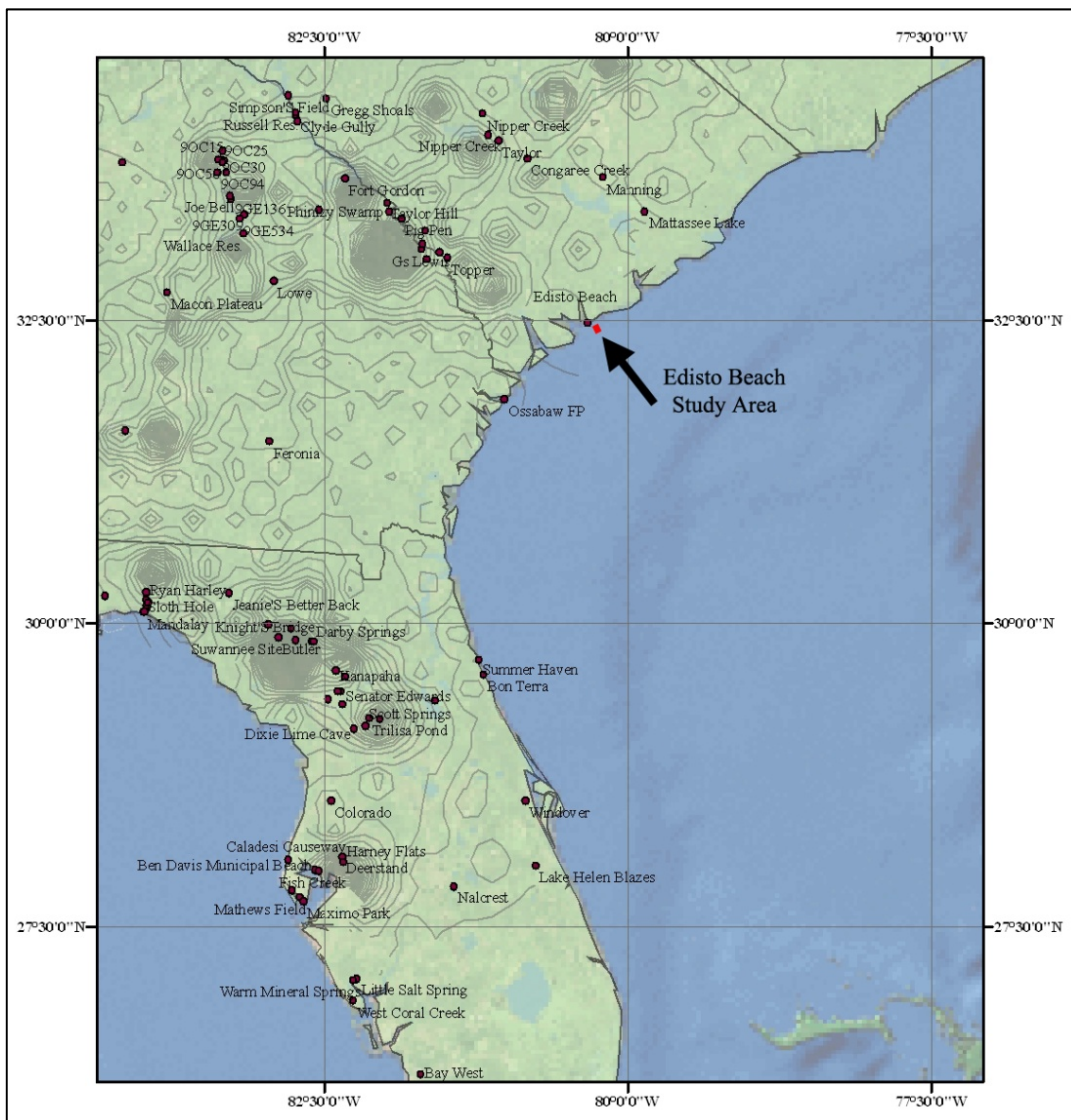 82°30'0"W
80°0'0"W
77°30'0"W
Simpson'S Field
Gregg Shoals
Russell Res.
Clyde Gully
Nipper Creek
Nipper Creek
Taylor
9OC25
Congaree Creek
9OC30
Manning
9OC94
Fort Gordon
Joe Bell
9GE136
Phinizy Swamp
Taylor Hill
Mattassee Lake
9GE309
9GE534
Pig Pen
Wallace Res.
Gs Lewis
Topper
Macon Plateau
Lowe
Edisto Beach
32°30'0"N
32°30'0"N
Edisto Beach
Study Area
Ossabaw FP
Feronia
Ryan Harley
Sloth Hole
Jeanie'S Better Back
Mandalay
Knight'S Bridge
Darby Springs
30°0'0"N
30°0'0"N
Suwannee Site
Butler
Hanapaha
Summer Haven
Bon Terra
Senator Edwards
Scott Springs
Dixie Lime Cave
Trilisa Pond
Colorado
Windover
Caladesi Causeway
Harney Flats
Ben Davis Municipal Beach
Deerstand
Lake Helen Blazes
Fish Creek
Nalcrest
Mathews Field
Maximo Park
27°30'0"N
27°30'0"N
Warm Mineral Springs
Little Salt Spring
West Coral Creek
Bay West
82°30'0"W
80°0'0"W
77°30'0"W